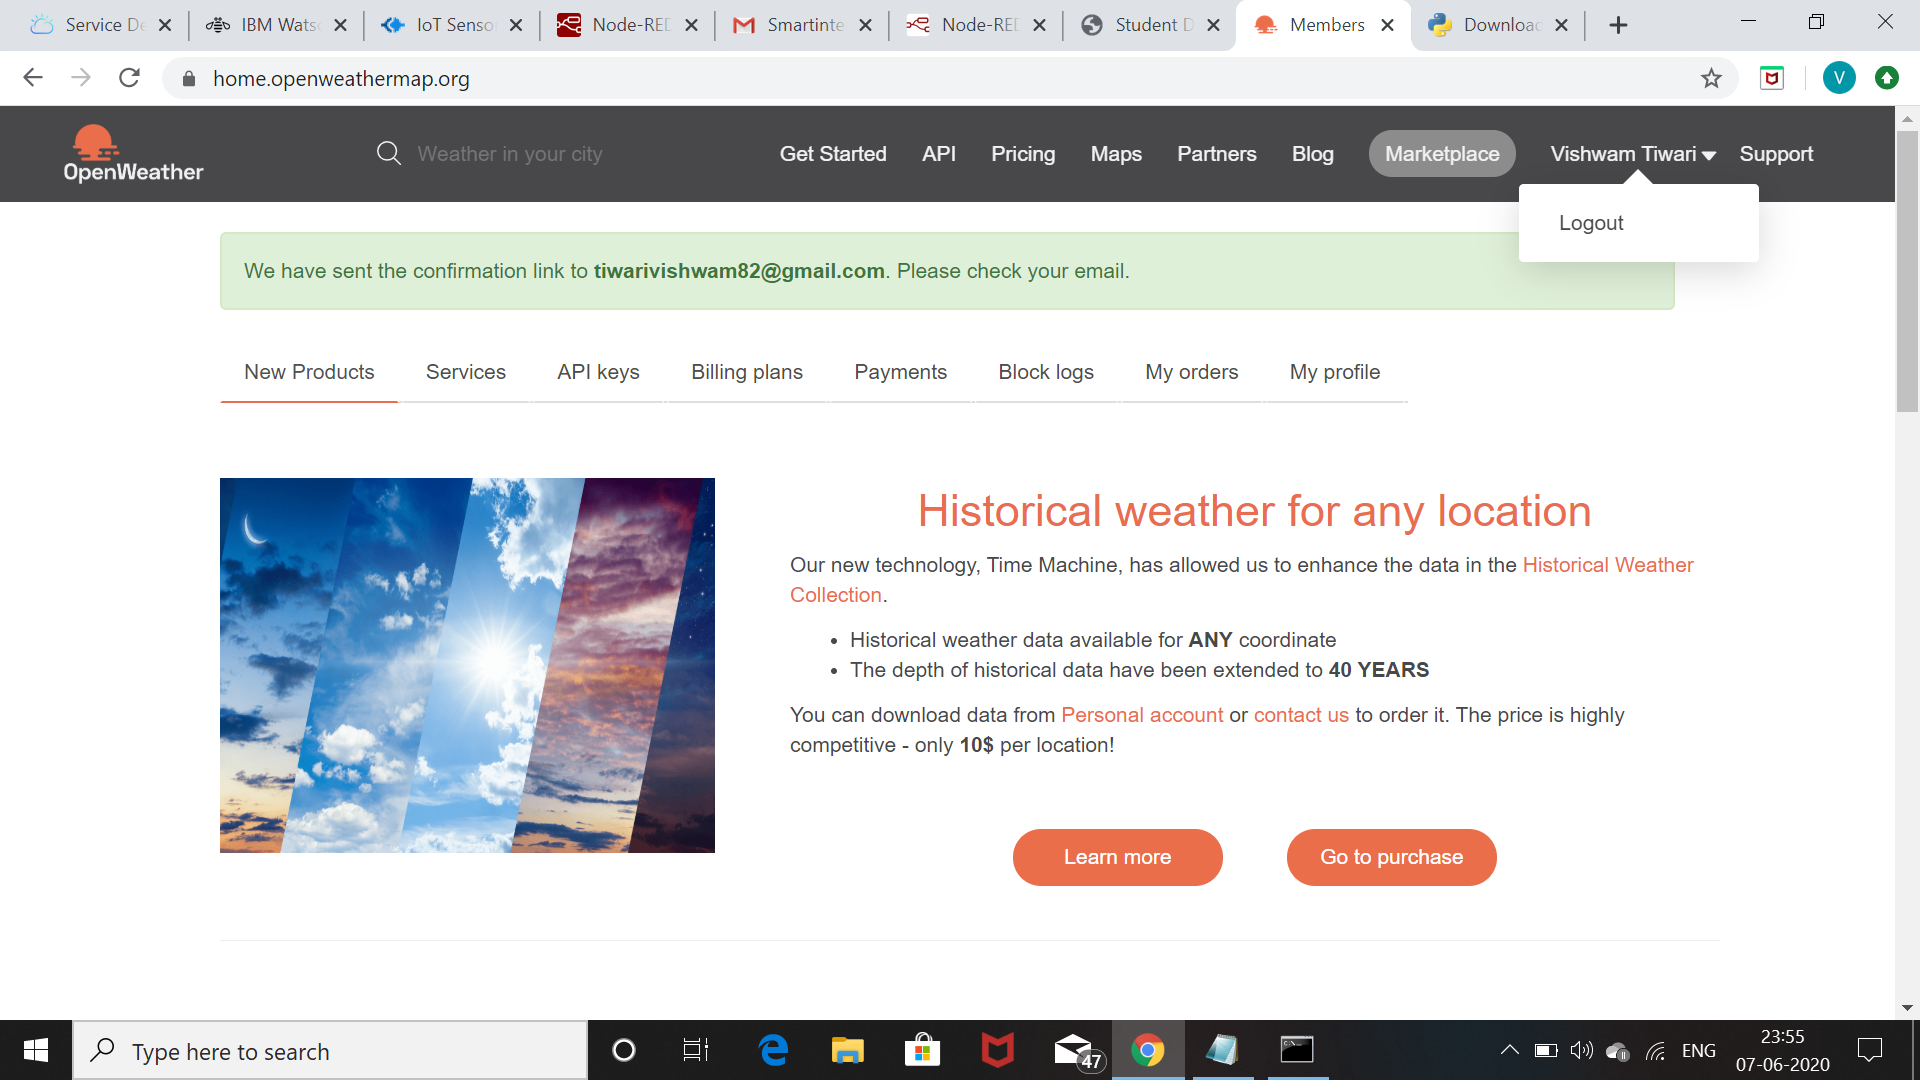 Service De
IBM Wats
IoT Senso
Node-RED
Smartinte
Node-RED
Student D
Members
Downloac
home.openweathermap.org
V
OpenWeather
Weather in your city
Get Started
API
Pricing
Maps
Partners
Blog
Marketplace
Vishwam Tiwari
Support
Logout
We have sent the confirmation link to tiwarivishwam82@gmail.com. Please check your email.
New Products
Services
API keys
Billing plans
Payments
Block logs
My orders
My profile
Historical weather for any location
Our new technology, Time Machine, has allowed us to enhance the data in the Historical Weather
Collection.
• Historical weather data available for ANY coordinate
• The depth of historical data have been extended to 40 YEARS
You can download data from Personal account or contact us to order it. The price is highly
competitive - only 10$ per location!
Learn more
Go to purchase
Type here to search
47
ENG
23:55
07-06-2020